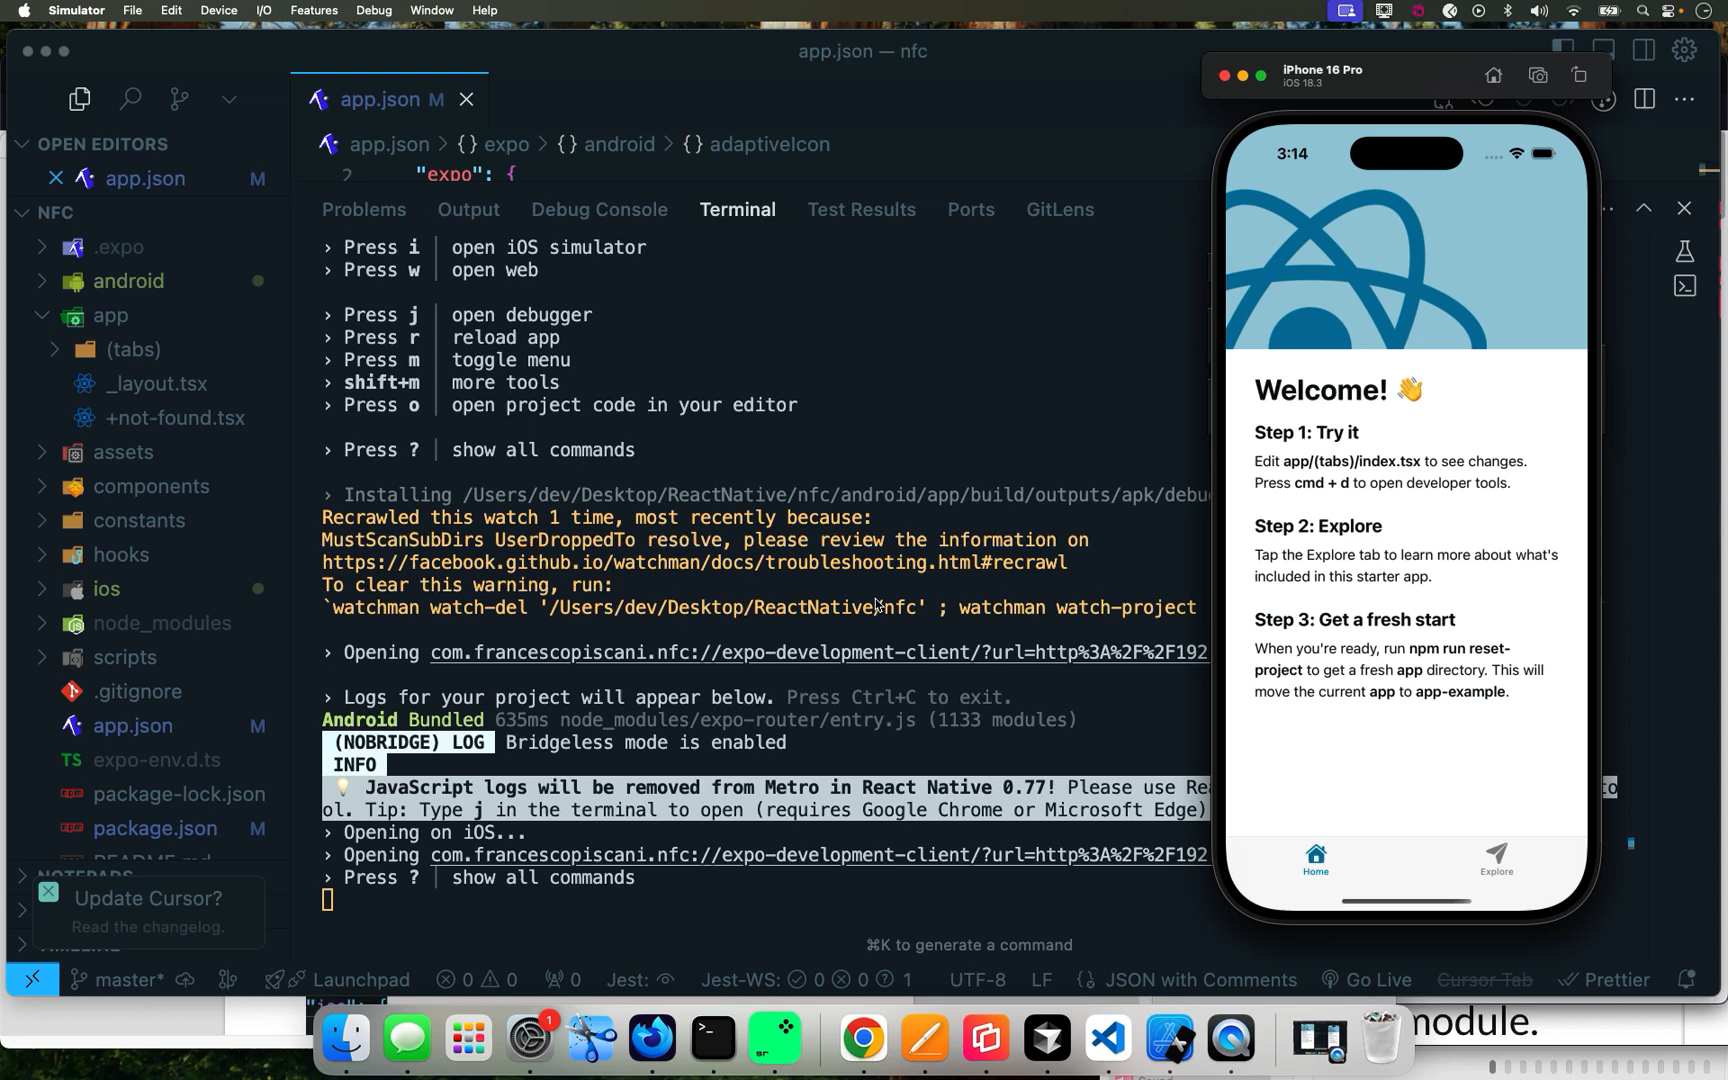 Simulator File Edit Device I/O Features Debug Window Help
app.json — nfc
app.json M
OPEN EDITORS
app.json M
NFC
.expo
android
app
(tabs)
_layout.tsx
+not-found.tsx
assets
components
constants
hooks
ios
node_modules
scripts
.gitignore
app.json M
expo-env.d.ts
package-lock.json
package.json M
README.md
NOTEPADS
Update Cursor?
Read the changelog.
TIMELINE
app.json > {} expo > {} android > {} adaptiveIcon
2 "expo": {
Problems Output Debug Console Terminal Test Results Ports GitLens
› Press i │ open iOS simulator
› Press w │ open web
› Press j │ open debugger
› Press r │ reload app
› Press m │ toggle menu
› shift+m │ more tools
› Press o │ open project code in your editor
› Press ? │ show all commands
› Installing /Users/dev/Desktop/ReactNative/nfc/android/app/build/outputs/apk/debu
Recrawled this watch 1 time, most recently because:
MustScanSubDirs UserDroppedTo resolve, please review the information on
https://facebook.github.io/watchman/docs/troubleshooting.html#recrawl
To clear this warning, run:
`watchman watch-del '/Users/dev/Desktop/ReactNative/nfc' ; watchman watch-project
› Opening com.francescopiscani.nfc://expo-development-client/?url=http%3A%2F%2F192
› Logs for your project will appear below. Press Ctrl+C to exit.
Android Bundled 635ms node_modules/expo-router/entry.js (1133 modules)
(NOBRIDGE) LOG Bridgeless mode is enabled
INFO
💡 JavaScript logs will be removed from Metro in React Native 0.77! Please use Rea
ol. Tip: Type j in the terminal to open (requires Google Chrome or Microsoft Edge)
› Opening on iOS...
› Opening com.francescopiscani.nfc://expo-development-client/?url=http%3A%2F%2F192
› Press ? │ show all commands
⌘K to generate a command
iPhone 16 Pro
iOS 18.3
3:14
Welcome! 👋
Step 1: Try it
Edit app/(tabs)/index.tsx to see changes.
Press cmd + d to open developer tools.
Step 2: Explore
Tap the Explore tab to learn more about what's
included in this starter app.
Step 3: Get a fresh start
When you're ready, run npm run reset-
project to get a fresh app directory. This will
move the current app to app-example.
Home Explore
master* Launchpad 0 0 0 Jest: Jest-WS: 0 0 1 UTF-8 LF {} JSON with Comments Go Live Cursor Tab Prettier
"ios": {
module.
1
sr